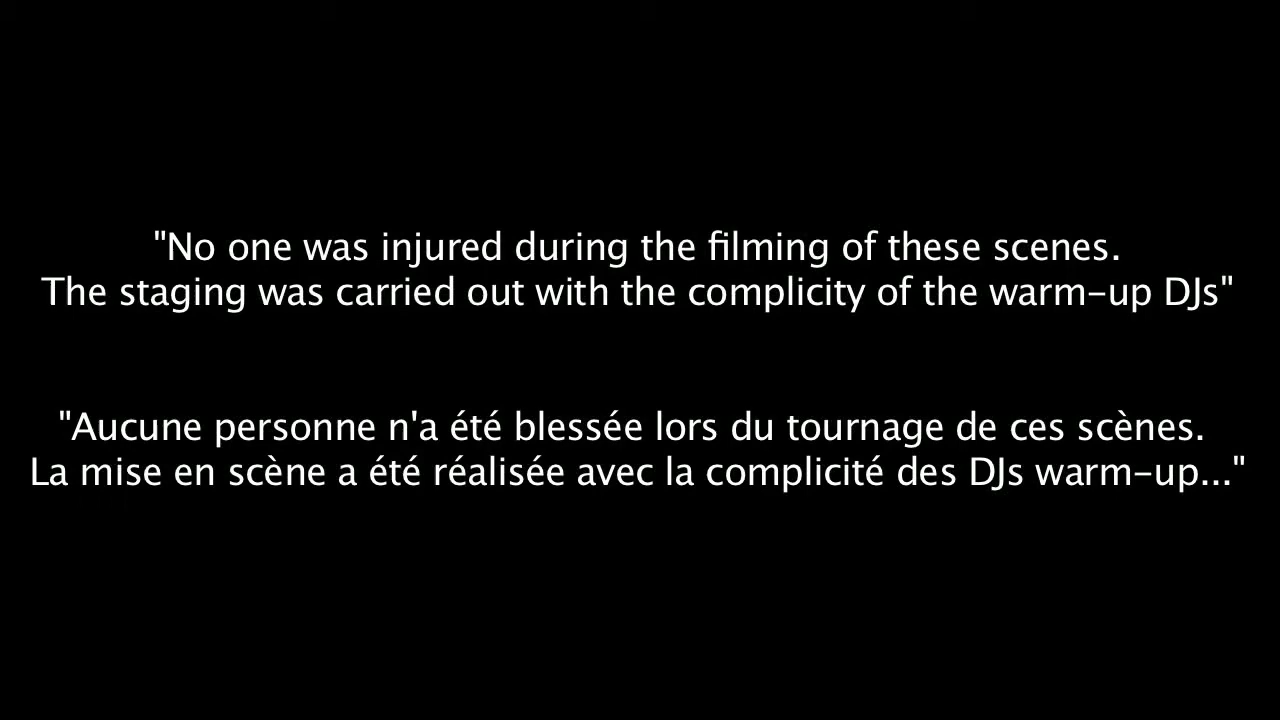 "No one was injured during the filming of these scenes.
The staging was carried out with the complicity of the warm-up DJs"
"Aucune personne n'a été blessée lors du tournage de ces scènes.
La mise en scène a été réalisée avec la complicité des DJs warm-up..."